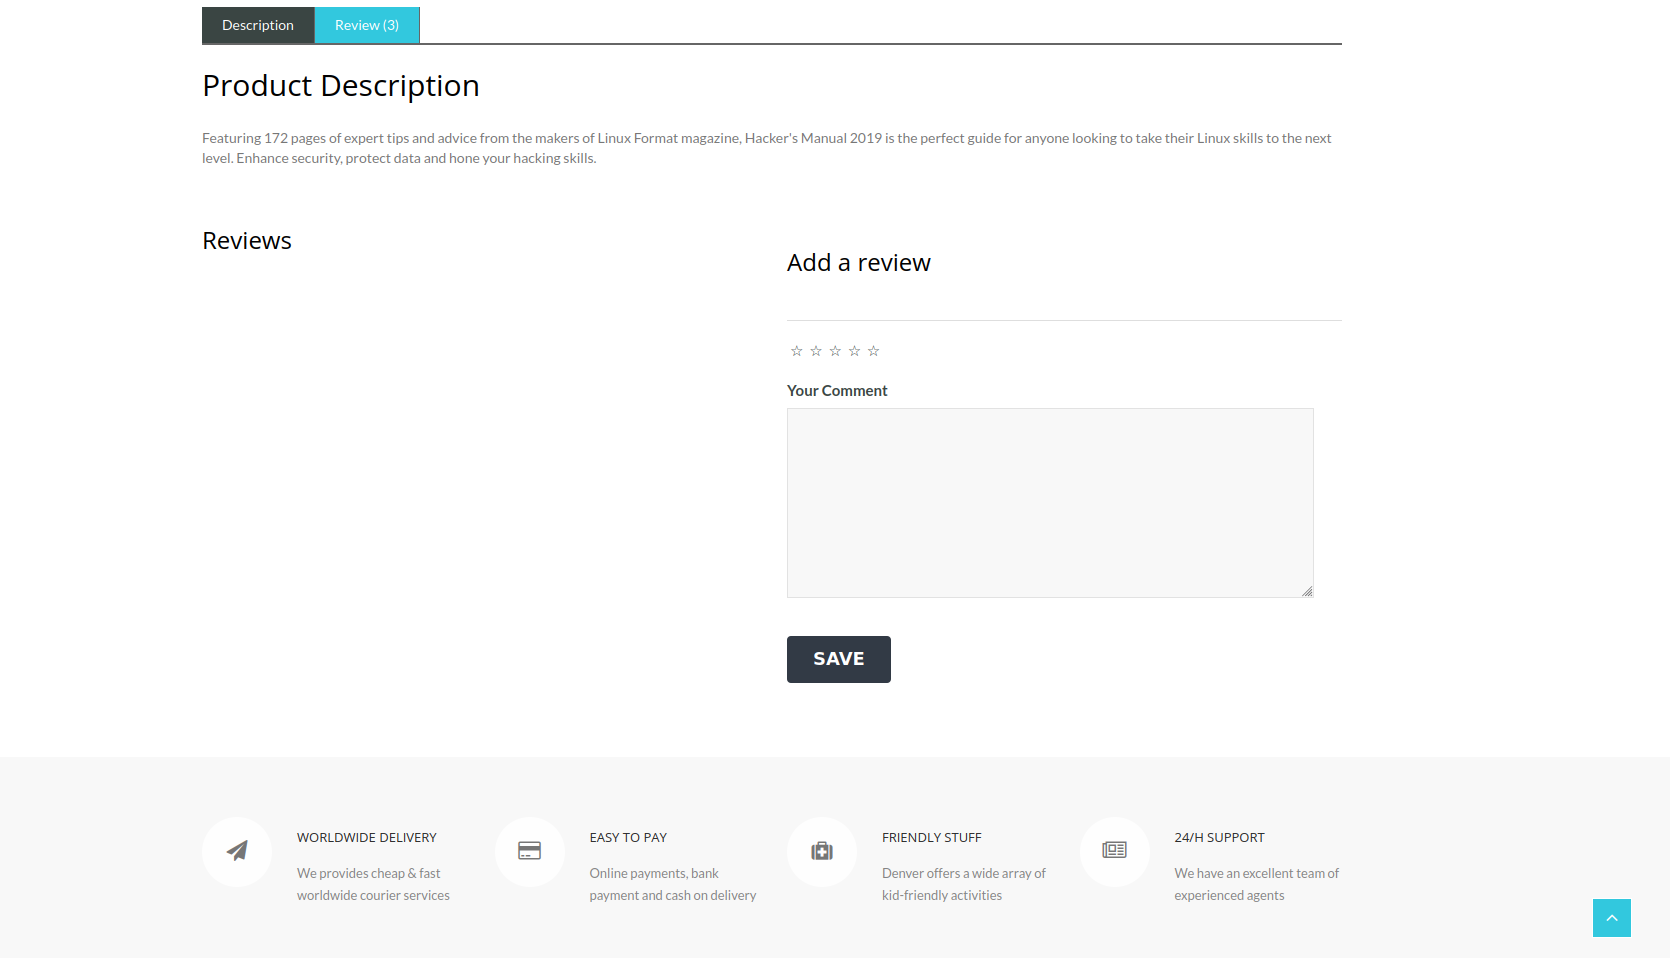 Description
Review (3)
Product Description
Featuring 172 pages of expert tips and advice from the makers of Linux Format magazine, Hacker's Manual 2019 is the perfect guide for anyone looking to take their Linux skills to the next
level. Enhance security, protect data and hone your hacking skills.
Reviews
Add a review
☆ ☆ ☆ ☆ ☆
Your Comment
SAVE
WORLDWIDE DELIVERY
We provides cheap & fast
worldwide courier services
EASY TO PAY
Online payments, bank
payment and cash on delivery
FRIENDLY STUFF
Denver offers a wide array of
kid-friendly activities
24/H SUPPORT
We have an excellent team of
experienced agents